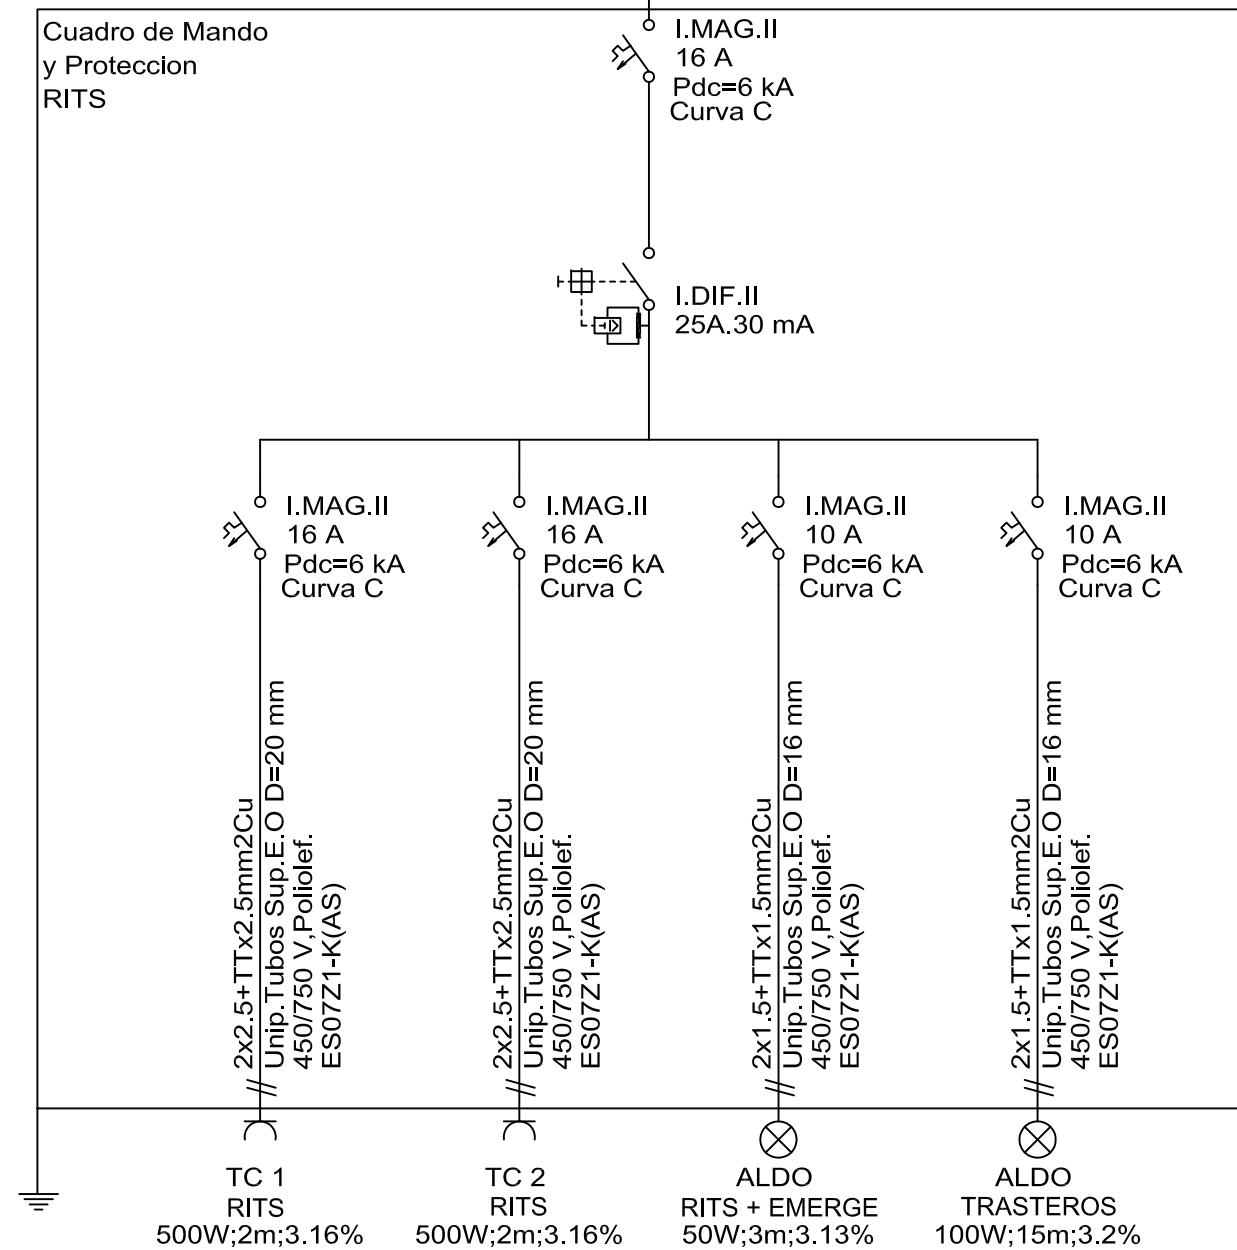 Cuadro de Mando
y Proteccion
RITS
I.MAG.II
16 A
Pdc=6 kA
Curva C
I.DIF.II
25A.30 mA
I.MAG.II
16 A
Pdc=6 kA
Curva C
I.MAG.II
16 A
Pdc=6 kA
Curva C
I.MAG.II
10 A
Pdc=6 kA
Curva C
I.MAG.II
10 A
Pdc=6 kA
Curva C
2x2.5+TTx2.5mm2Cu
Unip.Tubos Sup.E.O D=20 mm
450/750 V,Poliolef.
ES07Z1-K(AS)
2x2.5+TTx2.5mm2Cu
Unip.Tubos Sup.E.O D=20 mm
450/750 V,Poliolef.
ES07Z1-K(AS)
2x1.5+TTx1.5mm2Cu
Unip.Tubos Sup.E.O D=16 mm
450/750 V,Poliolef.
ES07Z1-K(AS)
2x1.5+TTx1.5mm2Cu
Unip.Tubos Sup.E.O D=16 mm
450/750 V,Poliolef.
ES07Z1-K(AS)
TC 1
RITS
500W;2m;3.16%
TC 2
RITS
500W;2m;3.16%
ALDO
RITS + EMERGE
50W;3m;3.13%
ALDO
TRASTEROS
100W;15m;3.2%